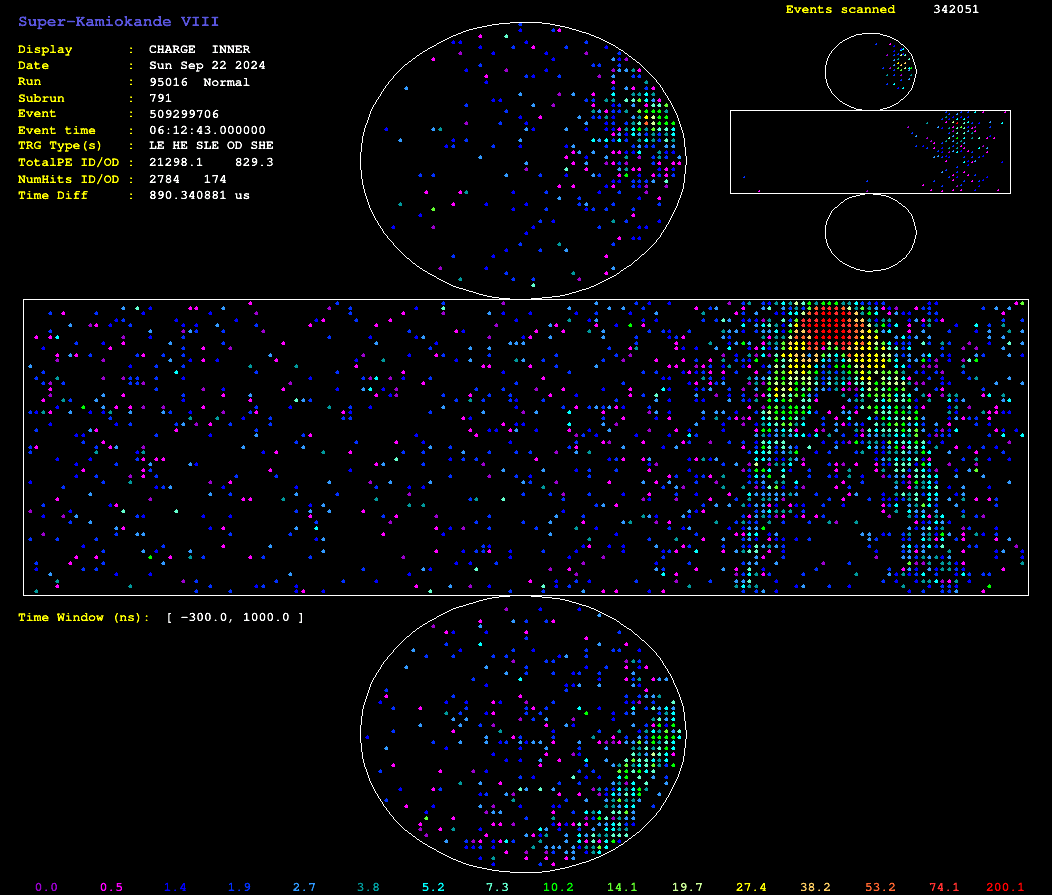 Super-Kamiokande VIII
Display : CHARGE INNER
Date : Sun Sep 22 2024
Run : 95016 Normal
Subrun : 791
Event : 509299706
Event time : 06:12:43.000000
TRG Type(s) : LE HE SLE OD SHE
TotalPE ID/OD : 21298.1 829.3
NumHits ID/OD : 2784 174
Time Diff : 890.340881 us
Events scanned 342051
Time Window (ns): [ -300.0, 1000.0 ]
0.0 0.5 1.4 1.9 2.7 3.8 5.2 7.3 10.2 14.1 19.7 27.4 38.2 53.2 74.1 200.1